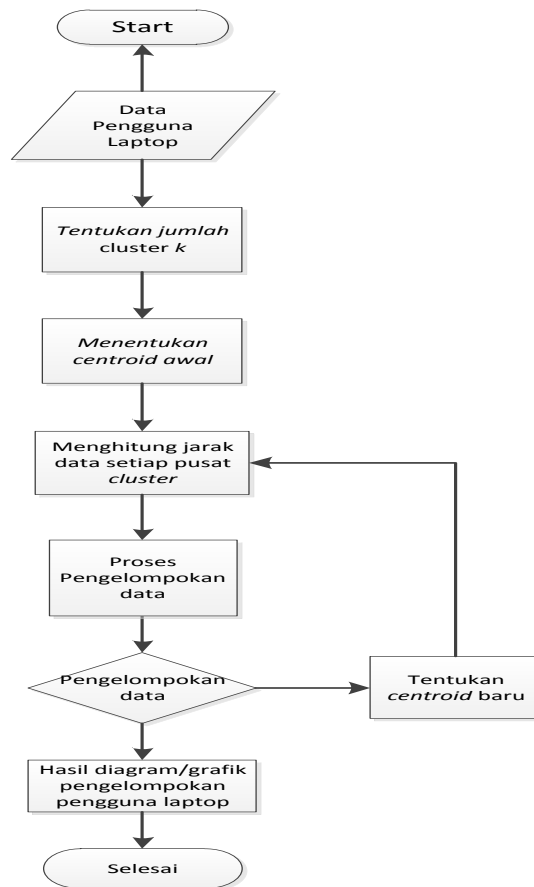 Start
Data
Pengguna
Laptop
Tentukan jumlah
cluster k
Menentukan
centroid awal
Menghitung jarak
data setiap pusat
cluster
Proses
Pengelompokan
data
Pengelompokan
data
Tentukan
centroid baru
Hasil diagram/grafik
pengelompokan
pengguna laptop
Selesai